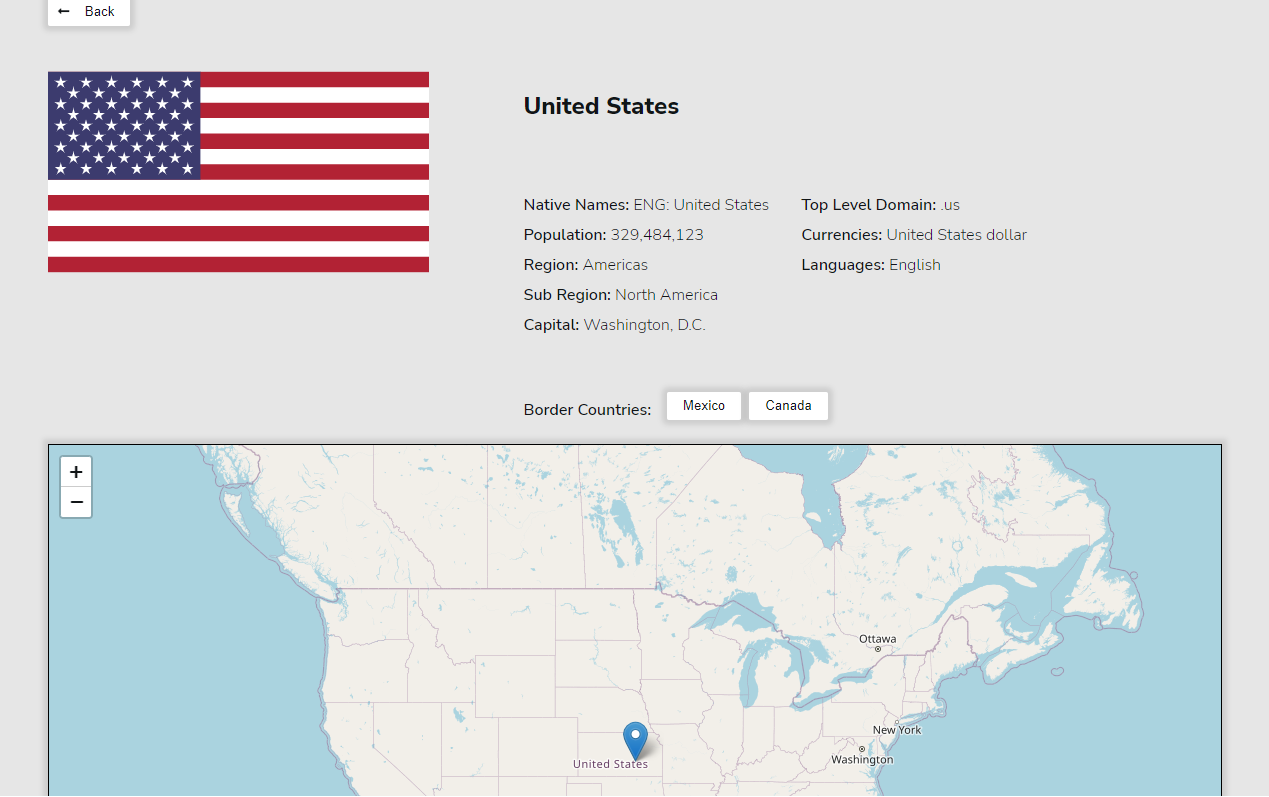 ← Back
United States
Native Names: ENG: United States
Population: 329,484,123
Region: Americas
Sub Region: North America
Capital: Washington, D.C.
Top Level Domain: .us
Currencies: United States dollar
Languages: English
Border Countries: Mexico Canada
+
−
Ottawa
New York
Washington
United States